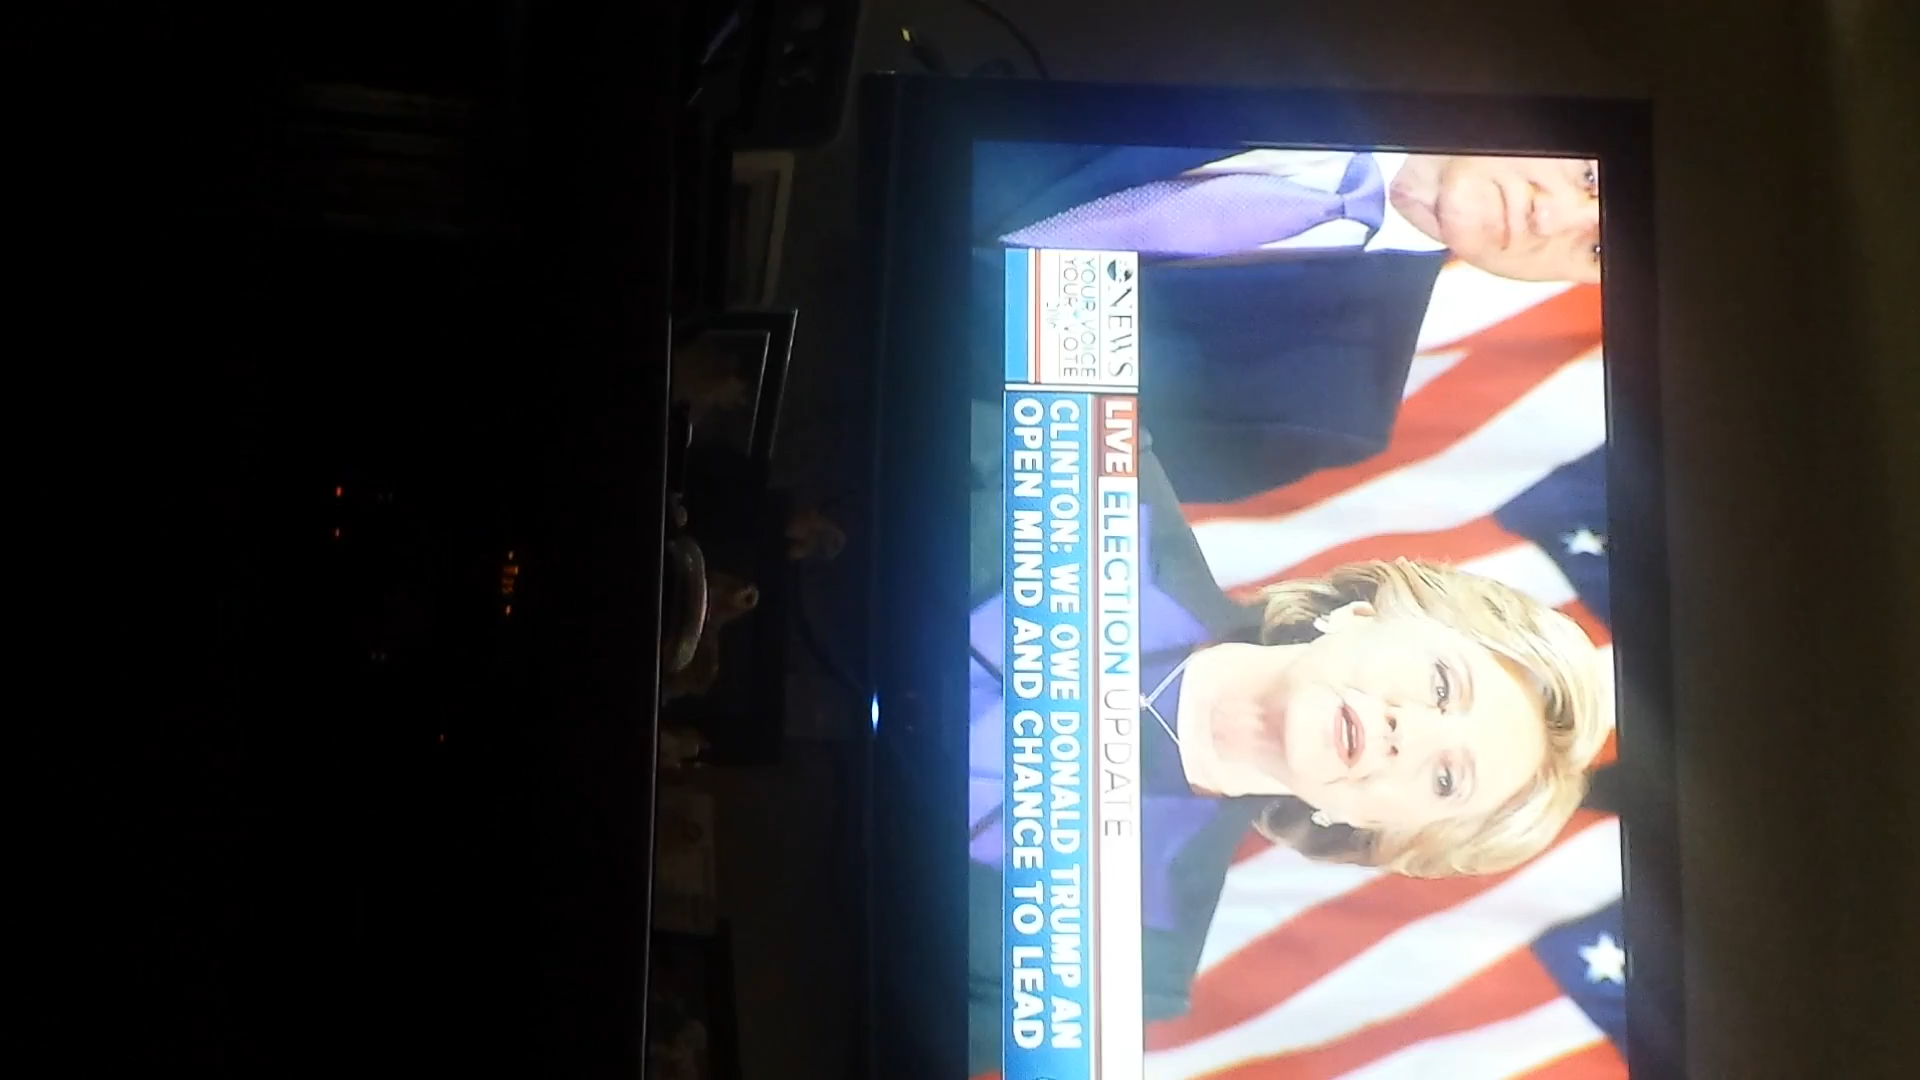 NEWS
YOUR VOICE
YOUR VOTE
2016
LIVE ELECTION UPDATE
CLINTON: WE OWE DONALD TRUMP AN
OPEN MIND AND CHANCE TO LEAD